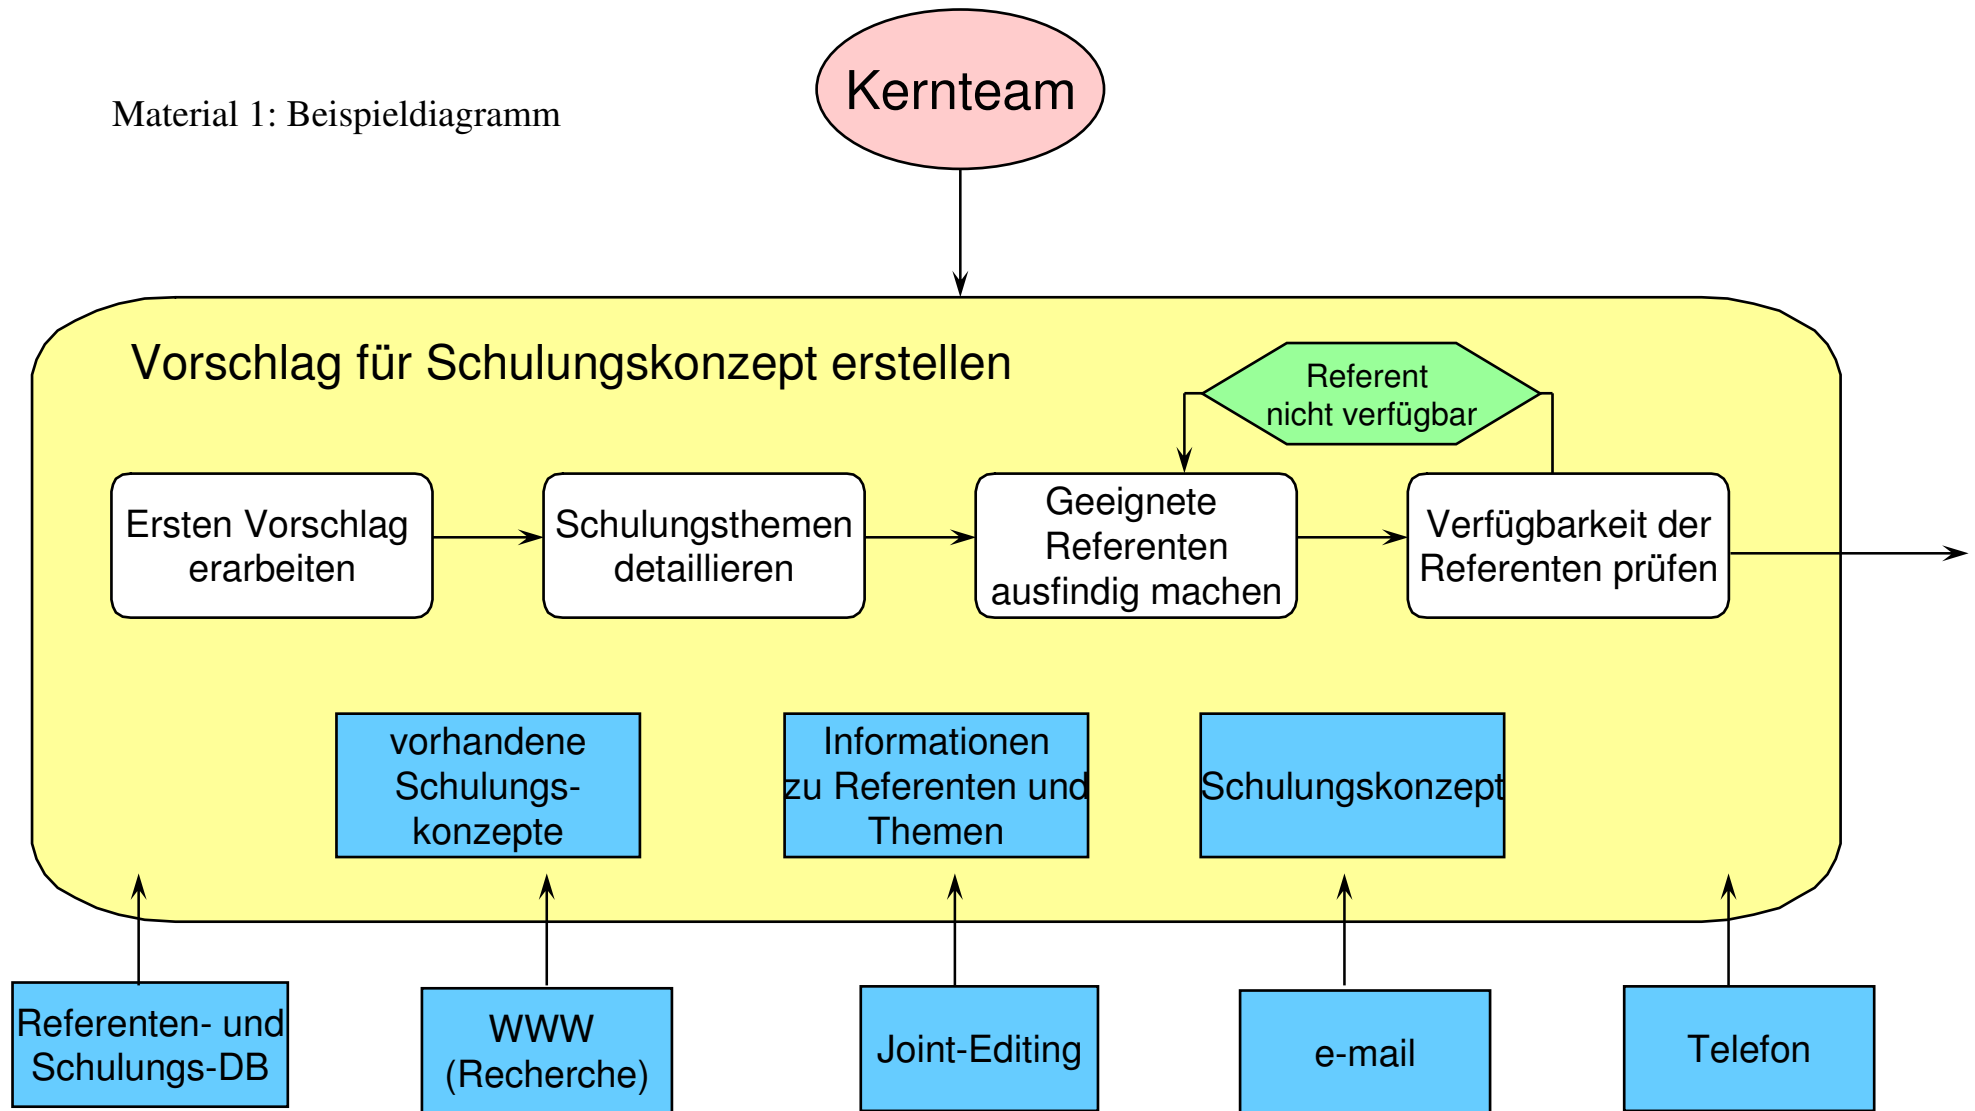 Kernteam
Material 1: Beispieldiagramm
Vorschlag für Schulungskonzept erstellen
Referent
nicht verfügbar
Ersten Vorschlag
erarbeiten
Schulungsthemen
detaillieren
Geeignete
Referenten
ausfindig machen
Verfügbarkeit der
Referenten prüfen
vorhandene
Schulungs-
konzepte
Informationen
zu Referenten und
Themen
Schulungskonzept
Referenten- und
Schulungs-DB
WWW
(Recherche)
Joint-Editing
e-mail
Telefon